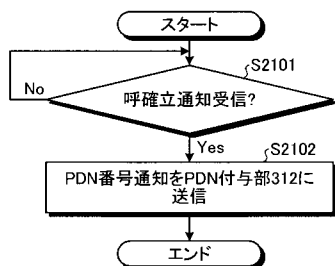 スタート
S2101
呼確立通知受信?
No
Yes
S2102
PDN番号通知をPDN付与部312に
送信
エンド